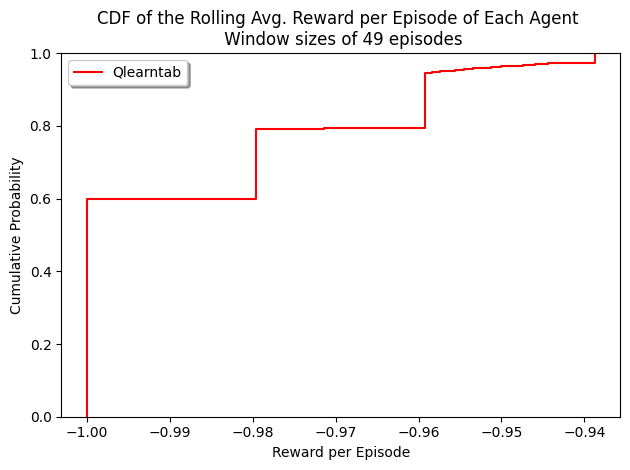 CDF of the Rolling Avg. Reward per Episode of Each Agent
Window sizes of 49 episodes
Qlearntab
1.0
0.8
0.6
0.4
0.2
0.0
Cumulative Probability
−1.00 −0.99 −0.98 −0.97 −0.96 −0.95 −0.94
Reward per Episode